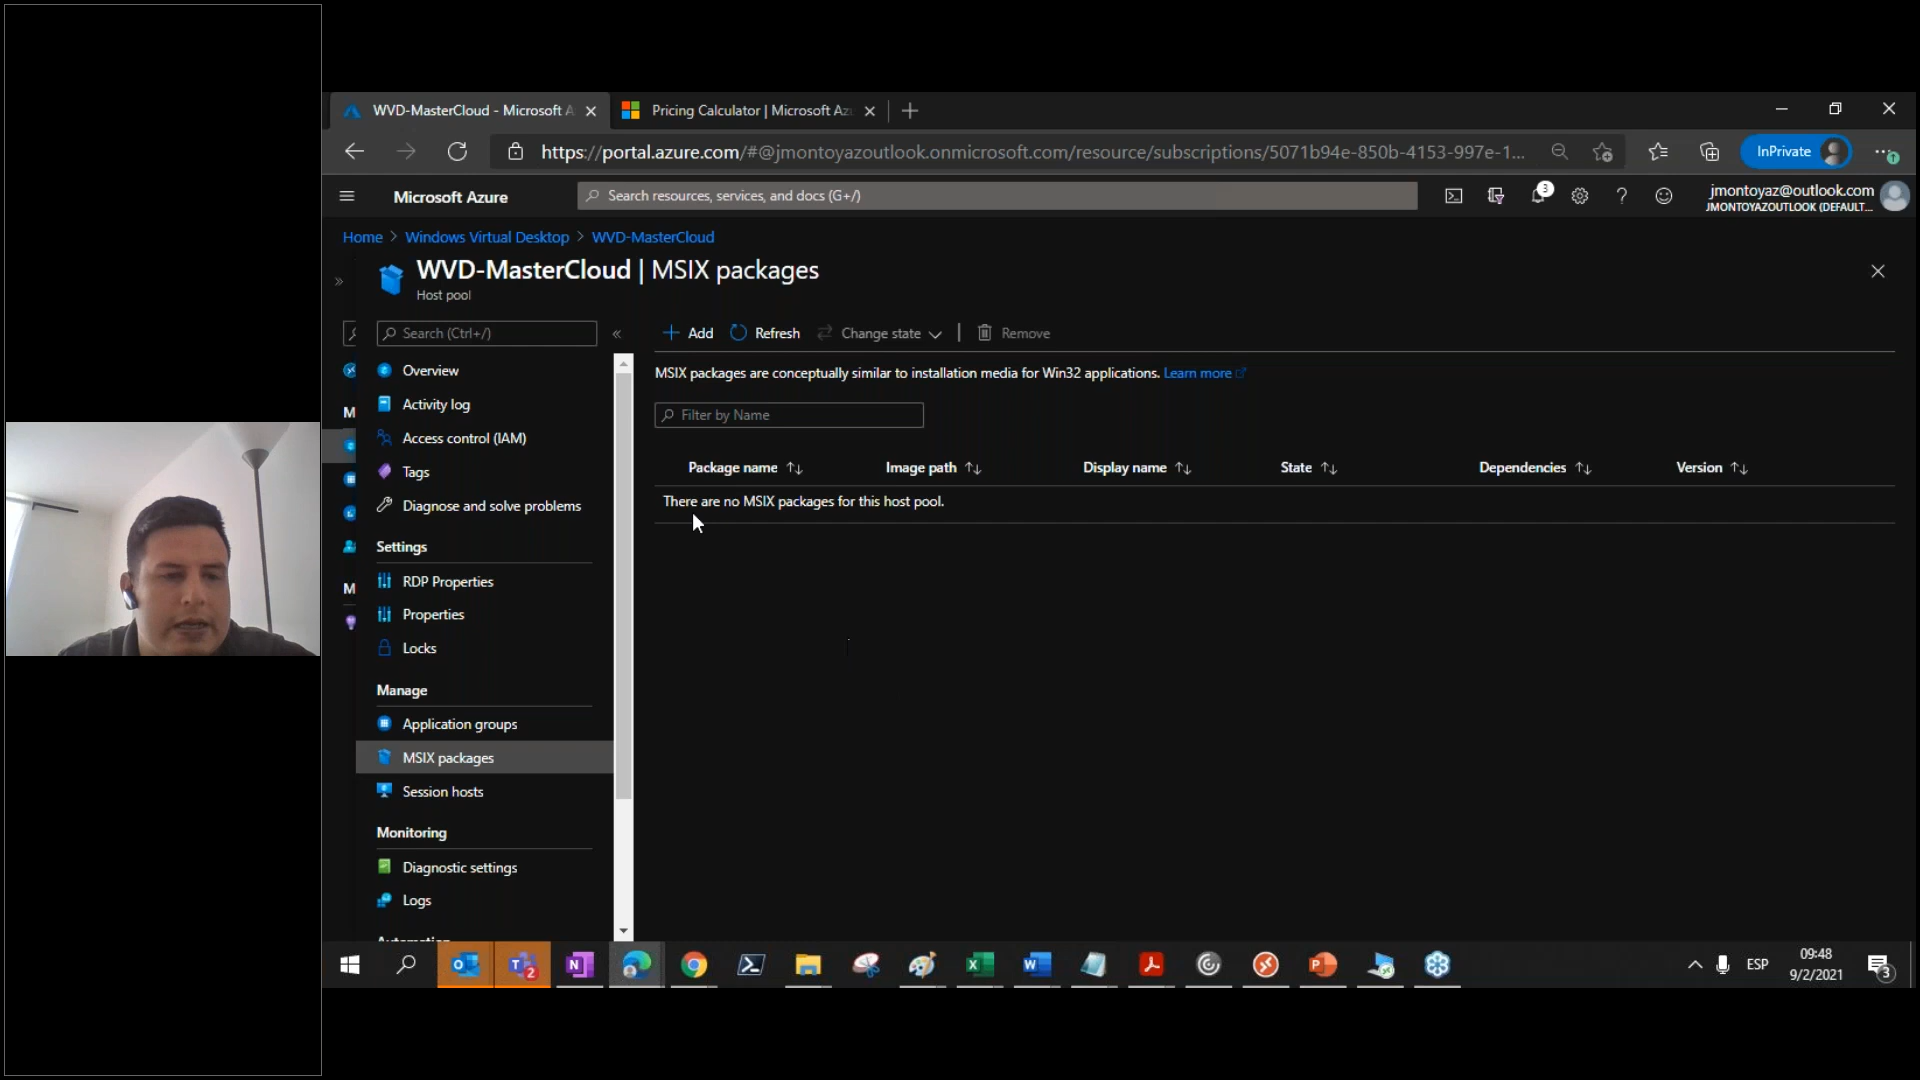 WVD-MasterCloud - Microsoft A
Pricing Calculator | Microsoft Az
https://portal.azure.com/#@jmontoyazoutlook.onmicrosoft.com/resource/subscriptions/5071b94e-850b-4153-997e-1...
InPrivate
Microsoft Azure
Search resources, services, and docs (G+/)
3
jmontoyaz@outlook.com
JMONTOYAZOUTLOOK (DEFAULT...
Home > Windows Virtual Desktop > WVD-MasterCloud
WVD-MasterCloud | MSIX packages
Host pool
Search (Ctrl+/)
Add
Refresh
Change state
Remove
Overview
Activity log
Access control (IAM)
Tags
Diagnose and solve problems
Settings
RDP Properties
Properties
Locks
Manage
Application groups
MSIX packages
Session hosts
Monitoring
Diagnostic settings
Logs
Automation
M
M
MSIX packages are conceptually similar to installation media for Win32 applications. Learn more
Filter by Name
Package name
Image path
Display name
State
Dependencies
Version
There are no MSIX packages for this host pool.
2
ESP
09:48
9/2/2021
3